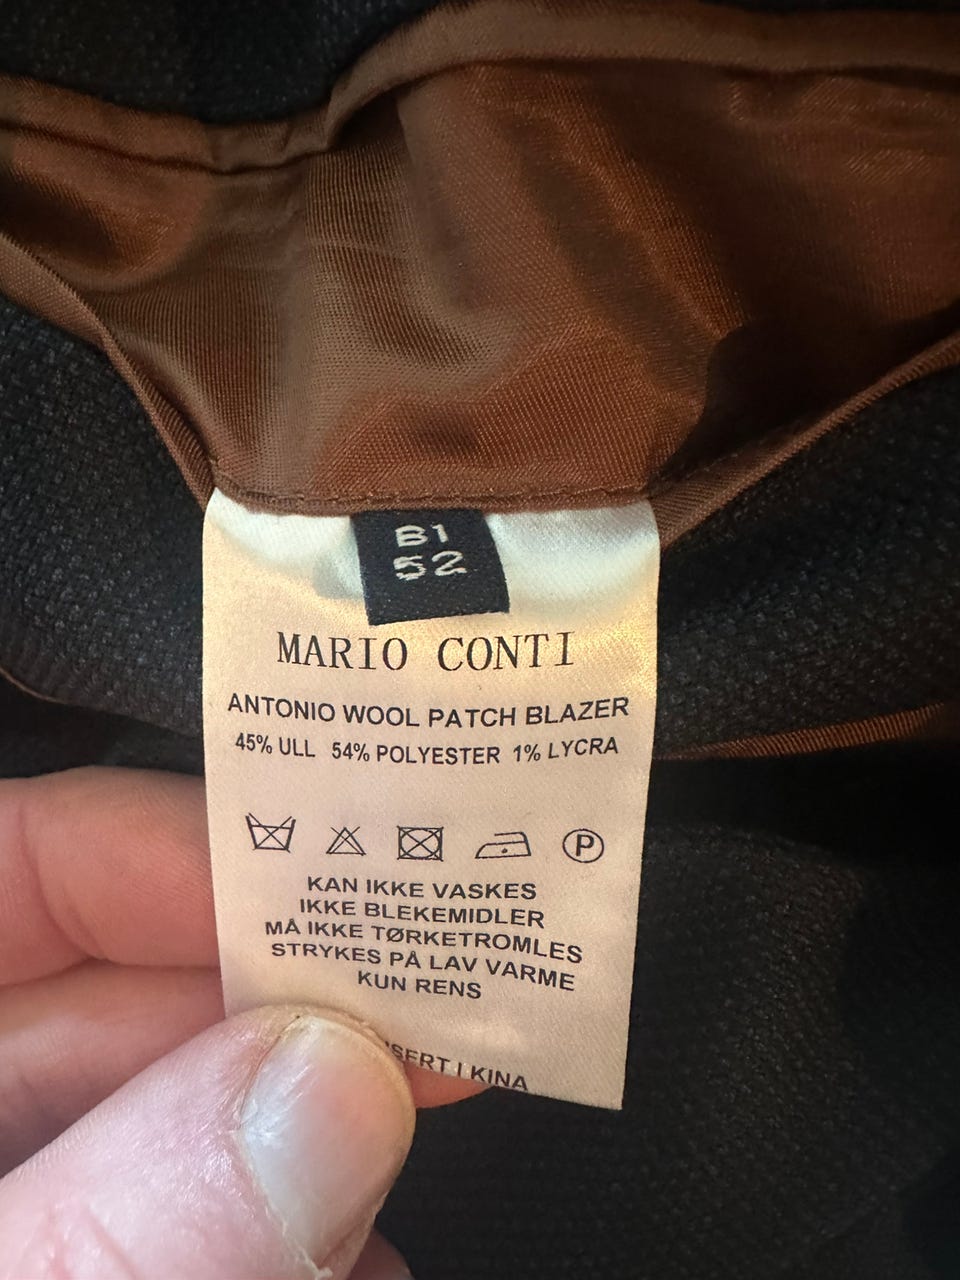 B1
52
MARIO CONTI
ANTONIO WOOL PATCH BLAZER
45% ULL 54% POLYESTER 1% LYCRA
P
KAN IKKE VASKES
IKKE BLEKEMIDLER
MÅ IKKE TØRKETROMLES
STRYKES PÅ LAV VARME
KUN RENS
I KINA